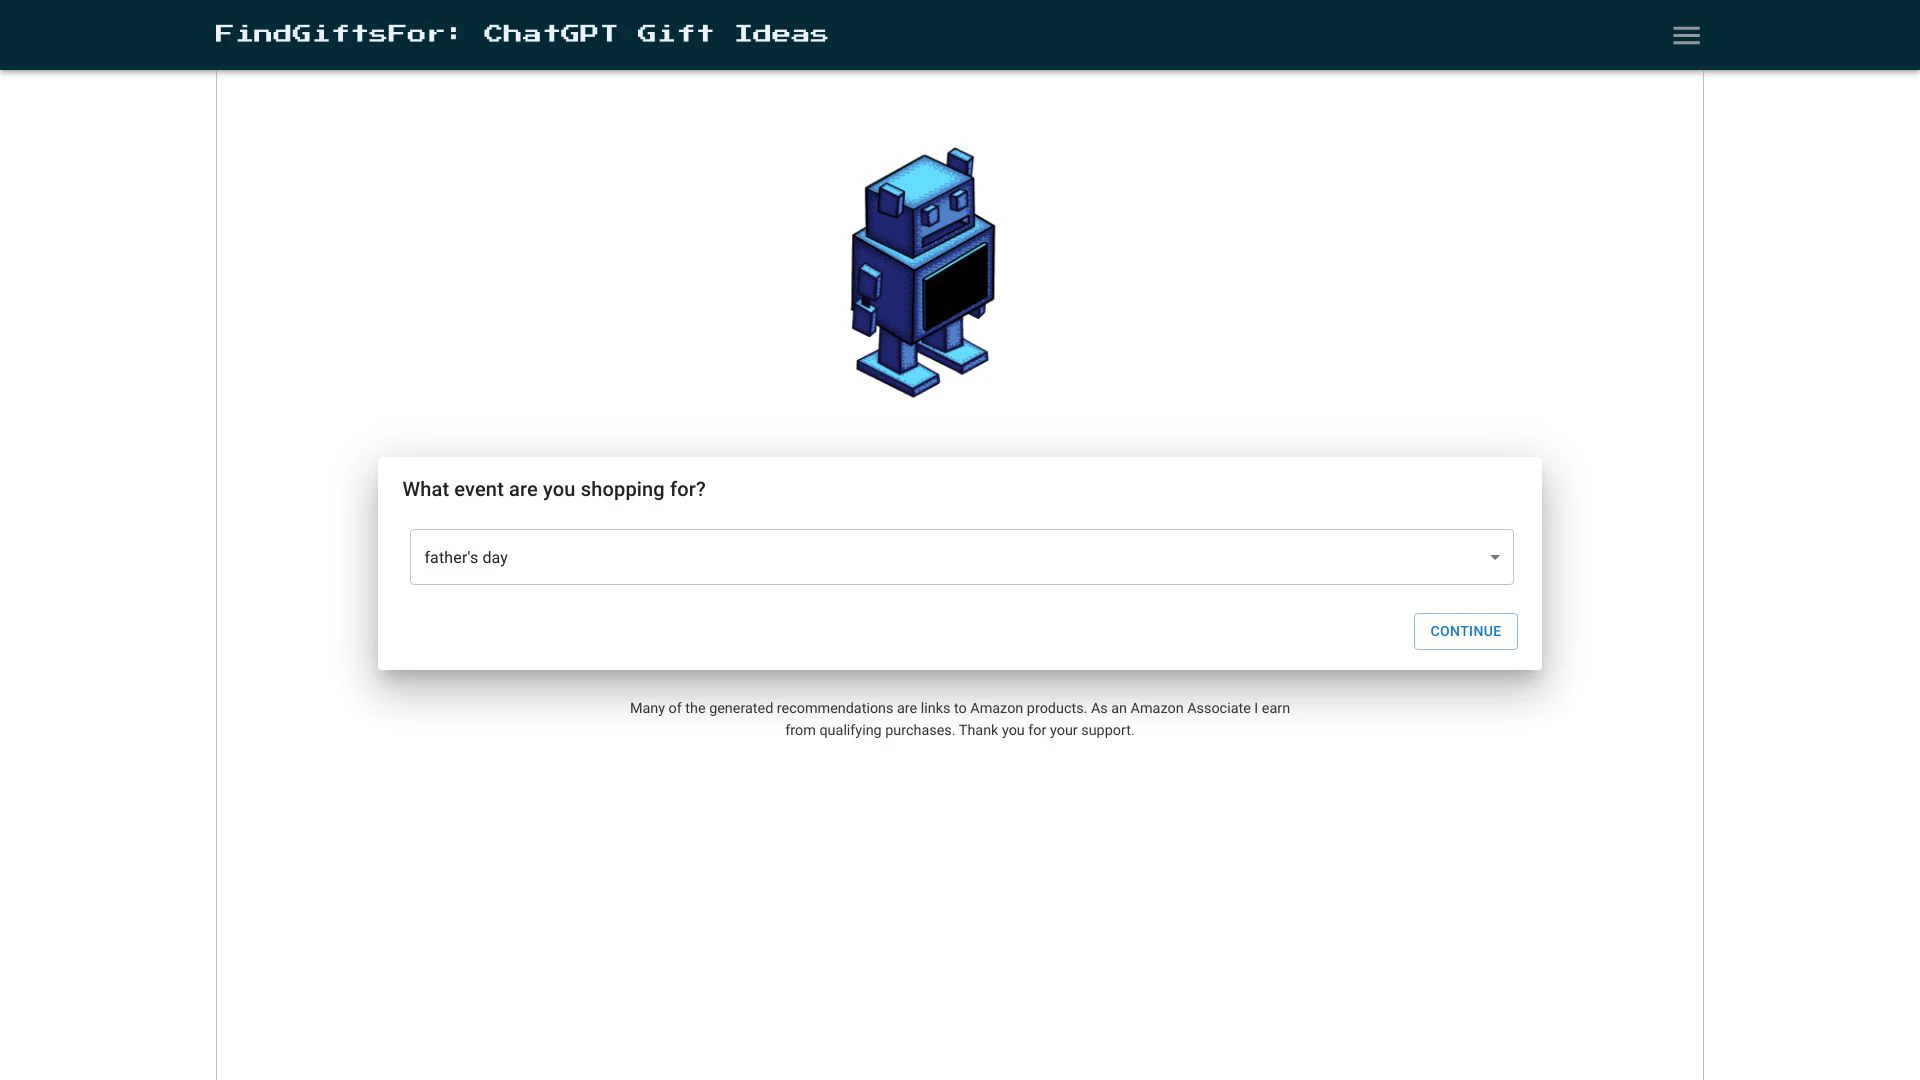 FindGiftsFor: ChatGPT Gift Ideas
What event are you shopping for?
father's day
CONTINUE
Many of the generated recommendations are links to Amazon products. As an Amazon Associate I earn
from qualifying purchases. Thank you for your support.